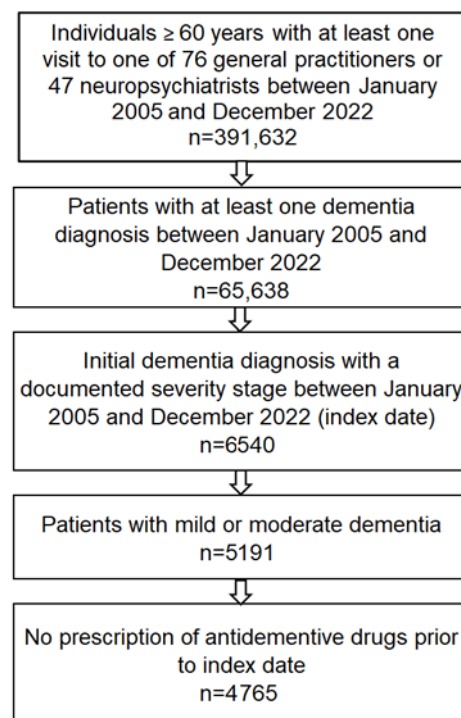 Individuals ≥ 60 years with at least one
visit to one of 76 general practitioners or
47 neuropsychiatrists between January
2005 and December 2022
n=391,632
Patients with at least one dementia
diagnosis between January 2005 and
December 2022
n=65,638
Initial dementia diagnosis with a
documented severity stage between January
2005 and December 2022 (index date)
n=6540
Patients with mild or moderate dementia
n=5191
No prescription of antidementive drugs prior
to index date
n=4765